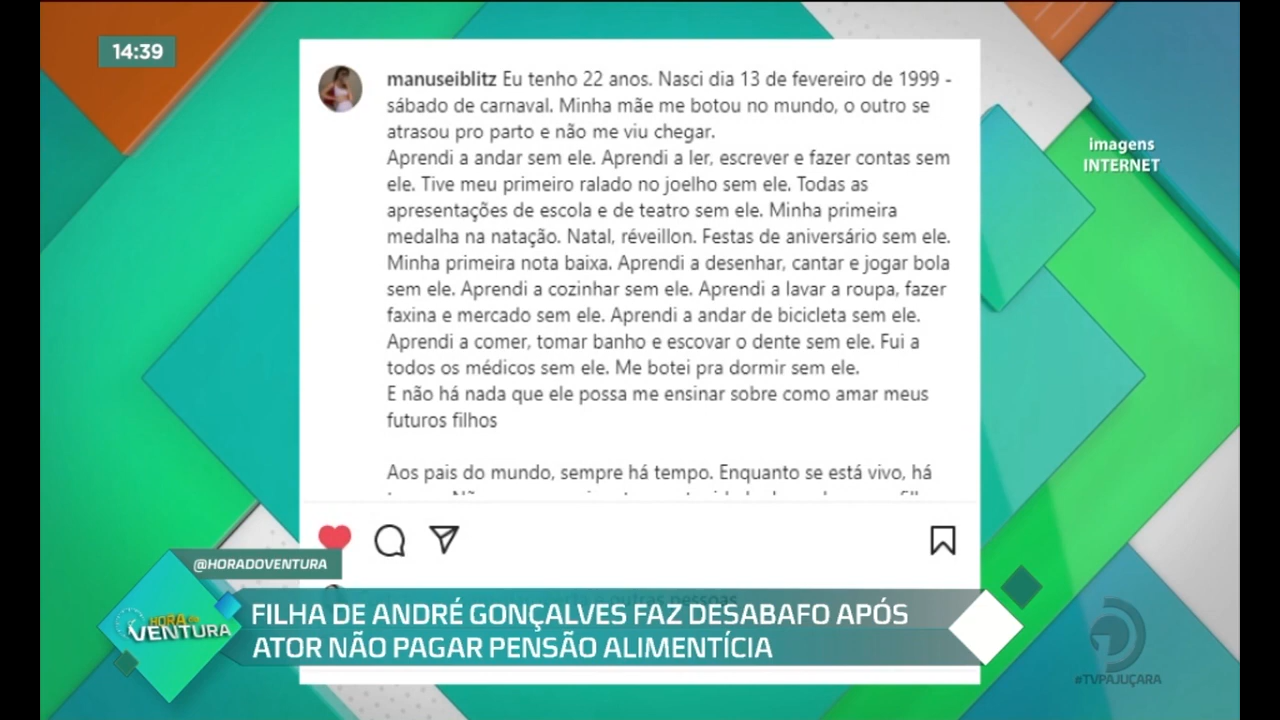 14:39
manuseiblitz Eu tenho 22 anos. Nasci dia 13 de fevereiro de 1999 -
sábado de carnaval. Minha mãe me botou no mundo, o outro se
atrasou pro parto e não me viu chegar.
Aprendi a andar sem ele. Aprendi a ler, escrever e fazer contas sem
ele. Tive meu primeiro ralado no joelho sem ele. Todas as
apresentações de escola e de teatro sem ele. Minha primeira
medalha na natação. Natal, réveillon. Festas de aniversário sem ele.
Minha primeira nota baixa. Aprendi a desenhar, cantar e jogar bola
sem ele. Aprendi a cozinhar sem ele. Aprendi a lavar a roupa, fazer
faxina e mercado sem ele. Aprendi a andar de bicicleta sem ele.
Aprendi a comer, tomar banho e escovar o dente sem ele. Fui a
todos os médicos sem ele. Me botei pra dormir sem ele.
E não há nada que ele possa me ensinar sobre como amar meus
futuros filhos
Aos pais do mundo, sempre há tempo. Enquanto se está vivo, há
imagens
INTERNET
@HORADOVENTURA
e outras pessoas
HORA DO
VENTURA
FILHA DE ANDRÉ GONÇALVES FAZ DESABAFO APÓS
ATOR NÃO PAGAR PENSÃO ALIMENTÍCIA
#TVPAJUÇARA